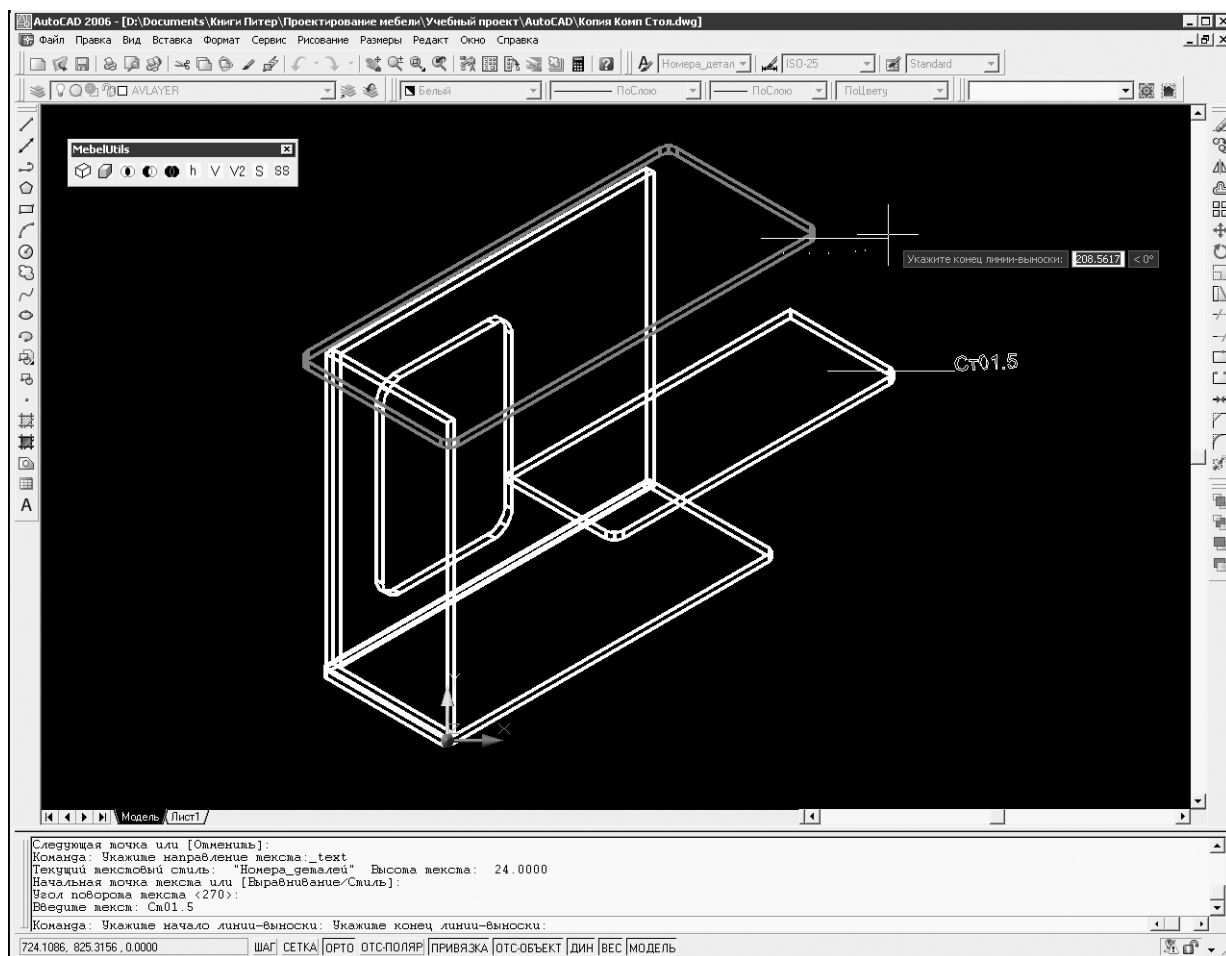 AutoCAD 2006 - [D:\Documents\Книги Питер\Проектирование мебели\Учебный проект\AutoCAD\Копия Комп Стол.dwg]
Файл Правка Вид Вставка Формат Сервис Рисование Размеры Редакт Окно Справка
Номера_детал ISO-25 Standard
AVLAYER Белый ПоСлою ПоСлою ПоЦвету
MebelUtils
h V V2 S SS
Укажите конец линии-выноски: 208.5617 < 0°
Ст01.5
Y
X
A
Модель Лист1
Следующая точка или [Отменить]:
Команда: Укажите направление текста:_text
Текущий текстовый стиль: "Номера_деталей" Высота текста: 24.0000
Начальная точка текста или [Выравнивание/Стиль]:
Угол поворота текста <270>:
Введите текст: Ст01.5
Команда: Укажите начало линии-выноски: Укажите конец линии-выноски:
724.1086, 825.3156 , 0.0000 ШАГ СЕТКА ОРТО ОТС-ПОЛЯР ПРИВЯЗКА ОТС-ОБЪЕКТ ДИН ВЕС МОДЕЛЬ